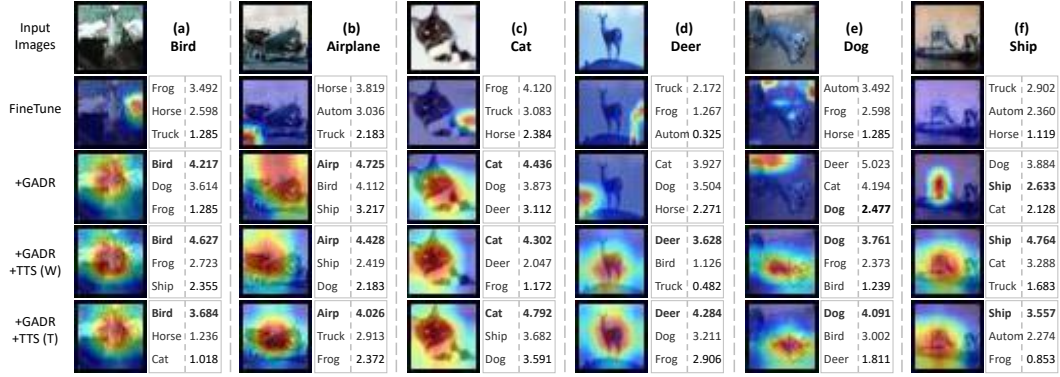 Input Images (a) Bird (b) Airplane (c) Cat (d) Deer (e) Dog (f) Ship
FineTune
Frog 3.492 Horse 3.819 Frog 4.120 Truck 2.172 Autom 3.492 Truck 2.902
Horse 2.598 Autom 3.036 Truck 3.083 Frog 1.267 Frog 2.598 Autom 2.360
Truck 1.285 Truck 2.183 Horse 2.384 Autom 0.325 Horse 1.285 Horse 1.119
+GADR
Bird 4.217 Airp 4.725 Cat 4.436 Cat 3.927 Deer 5.023 Dog 3.884
Dog 3.614 Bird 4.112 Dog 3.873 Dog 3.504 Cat 4.194 Ship 2.633
Frog 1.285 Ship 3.217 Deer 3.112 Horse 2.271 Dog 2.477 Cat 2.128
+GADR +TTS (W)
Bird 4.627 Airp 4.428 Cat 4.302 Deer 3.628 Dog 3.761 Ship 4.764
Frog 2.723 Ship 2.419 Deer 2.047 Bird 1.126 Frog 2.373 Cat 3.288
Ship 2.355 Dog 2.183 Frog 1.172 Truck 0.482 Bird 1.239 Truck 1.683
+GADR +TTS (T)
Bird 3.684 Airp 4.026 Cat 4.792 Deer 4.284 Dog 4.091 Ship 3.557
Horse 1.236 Truck 2.913 Ship 3.682 Dog 3.211 Bird 3.002 Autom 2.274
Cat 1.018 Frog 2.372 Dog 3.591 Frog 2.906 Deer 1.811 Frog 0.853